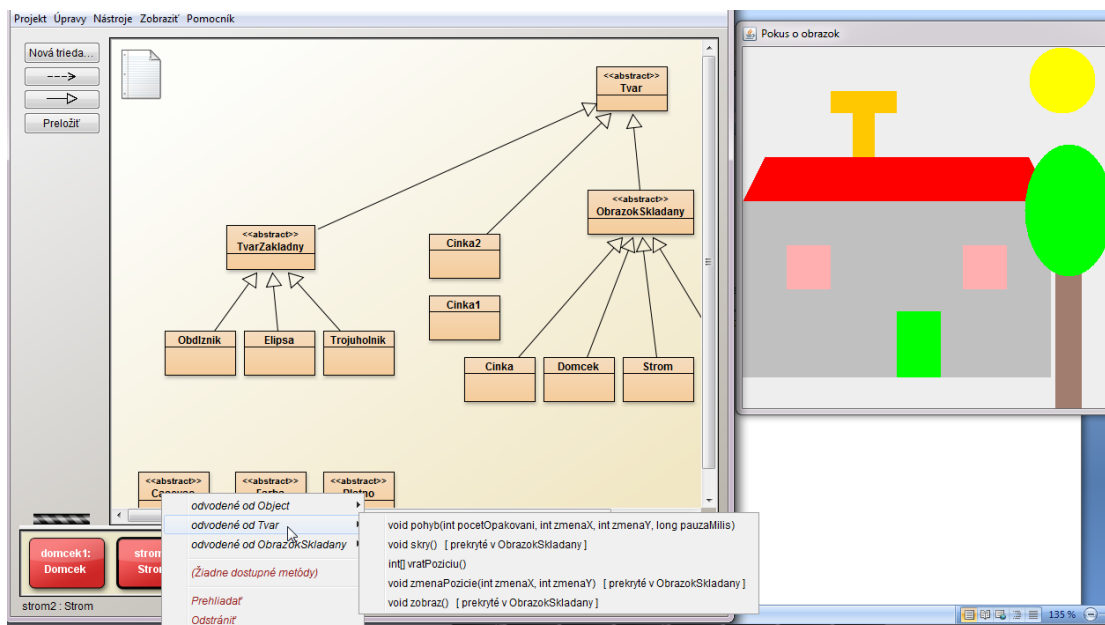 Projekt Úpravy Nástroje Zobraziť Pomocník
Nová trieda...
Preložiť
<<abstract>>
Tvar
<<abstract>>
ObrazokSkladany
<<abstract>>
TvarZakladny
Cinka2
Cinka1
Obdlznik
Elipsa
Trojuholnik
Cinka
Domcek
Strom
<<abstract>>
<<abstract>>
<<abstract>>
domcek1:
Domcek
strom2 : Strom
odvodené od Object
odvodené od Tvar
odvodené od ObrazokSkladany
(Žiadne dostupné metódy)
Prehliadať
Odstrániť
void pohyb(int pocetOpakovani, int zmenaX, int zmenaY, long pauzaMilis)
void skry() [ prekryté v ObrazokSkladany ]
int[] vratPoziciu()
void zmenaPozicie(int zmenaX, int zmenaY) [ prekryté v ObrazokSkladany ]
void zobraz() [ prekryté v ObrazokSkladany ]
Pokus o obrazok
135 %